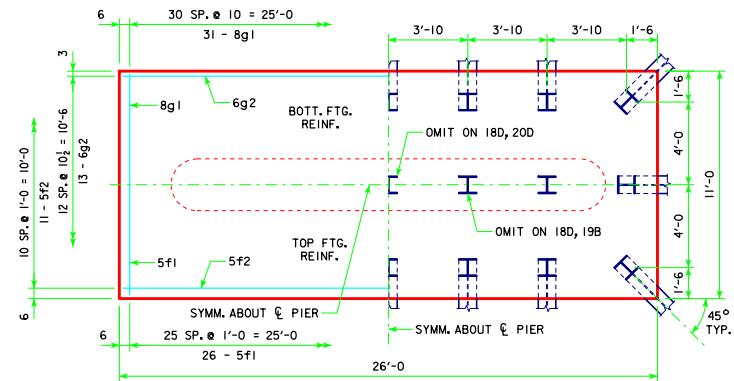 6
30 SP. @ 10 = 25'-0
31 - 8g1
3'-10
3'-10
3'-10
1'-6
3
8g1
6g2
BOTT. FTG.
REINF.
OMIT ON 18D, 20D
1'-6
4'-0
11'-0
10 SP. @ 1'-0 = 10'-0
11 - 5f2
12 SP. @ 10 1/2 = 10'-6
13 - 6g2
OMIT ON 18D, 19B
TOP FTG.
REINF.
5f1
5f2
4'-0
1'-6
6
SYMM. ABOUT ℄ PIER
SYMM. ABOUT ℄ PIER
45°
TYP.
6
25 SP. @ 1'-0 = 25'-0
26 - 5f1
26'-0